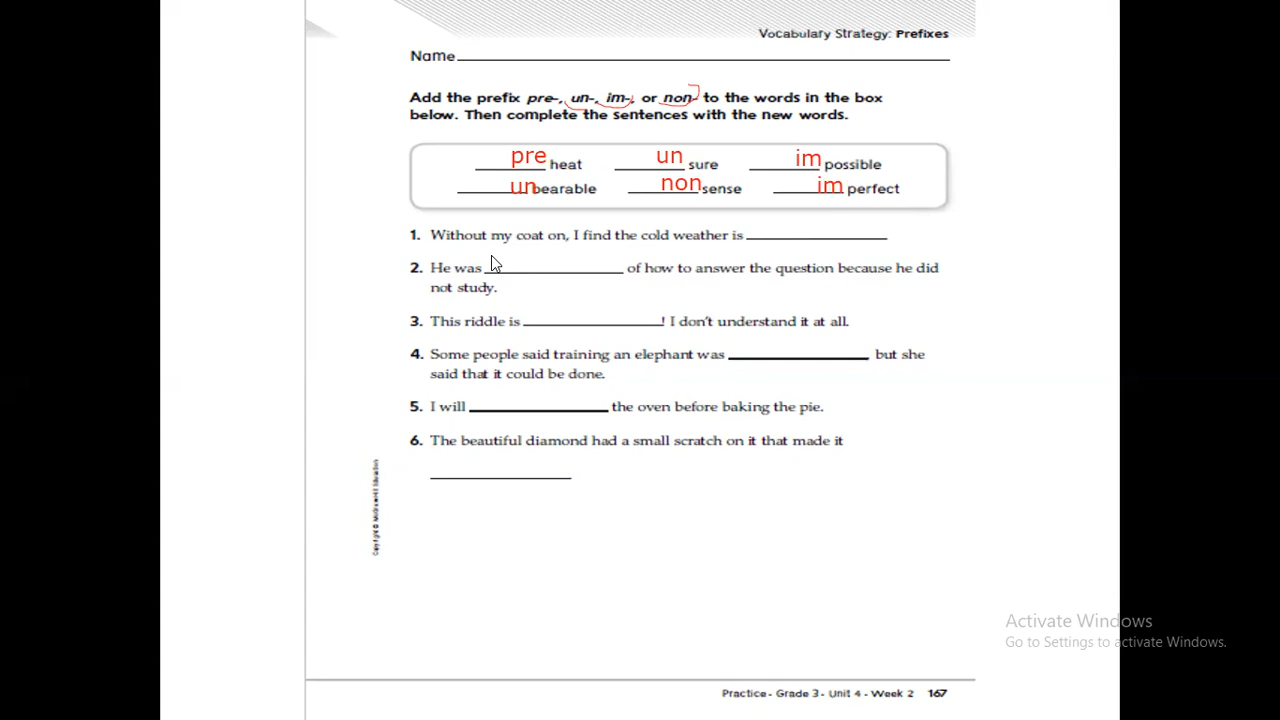 Vocabulary Strategy: Prefixes
Name
Add the prefix pre-, un-, im-, or non- to the words in the box
below. Then complete the sentences with the new words.
pre heat un sure im possible
un bearable non sense im perfect
1. Without my coat on, I find the cold weather is
2. He was of how to answer the question because he did
not study.
3. This riddle is ! I don't understand it at all.
4. Some people said training an elephant was , but she
said that it could be done.
5. I will the oven before baking the pie.
6. The beautiful diamond had a small scratch on it that made it
Copyright © McGraw-Hill Education
Activate Windows
Go to Settings to activate Windows.
Practice - Grade 3 - Unit 4 - Week 2 167